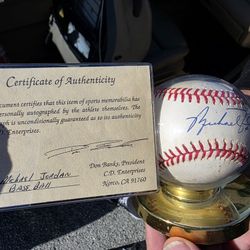 Certificate of Authenticity
document certifies that this item of sports memorabilia has
personally autographed by the athlete themselves. The
is unconditionally guaranteed as to its authenticity
Enterprises.
Don Banks, President
C.D. Enterprises
Norco, CA 91760
Michael Jordan
Base Ball
Michael